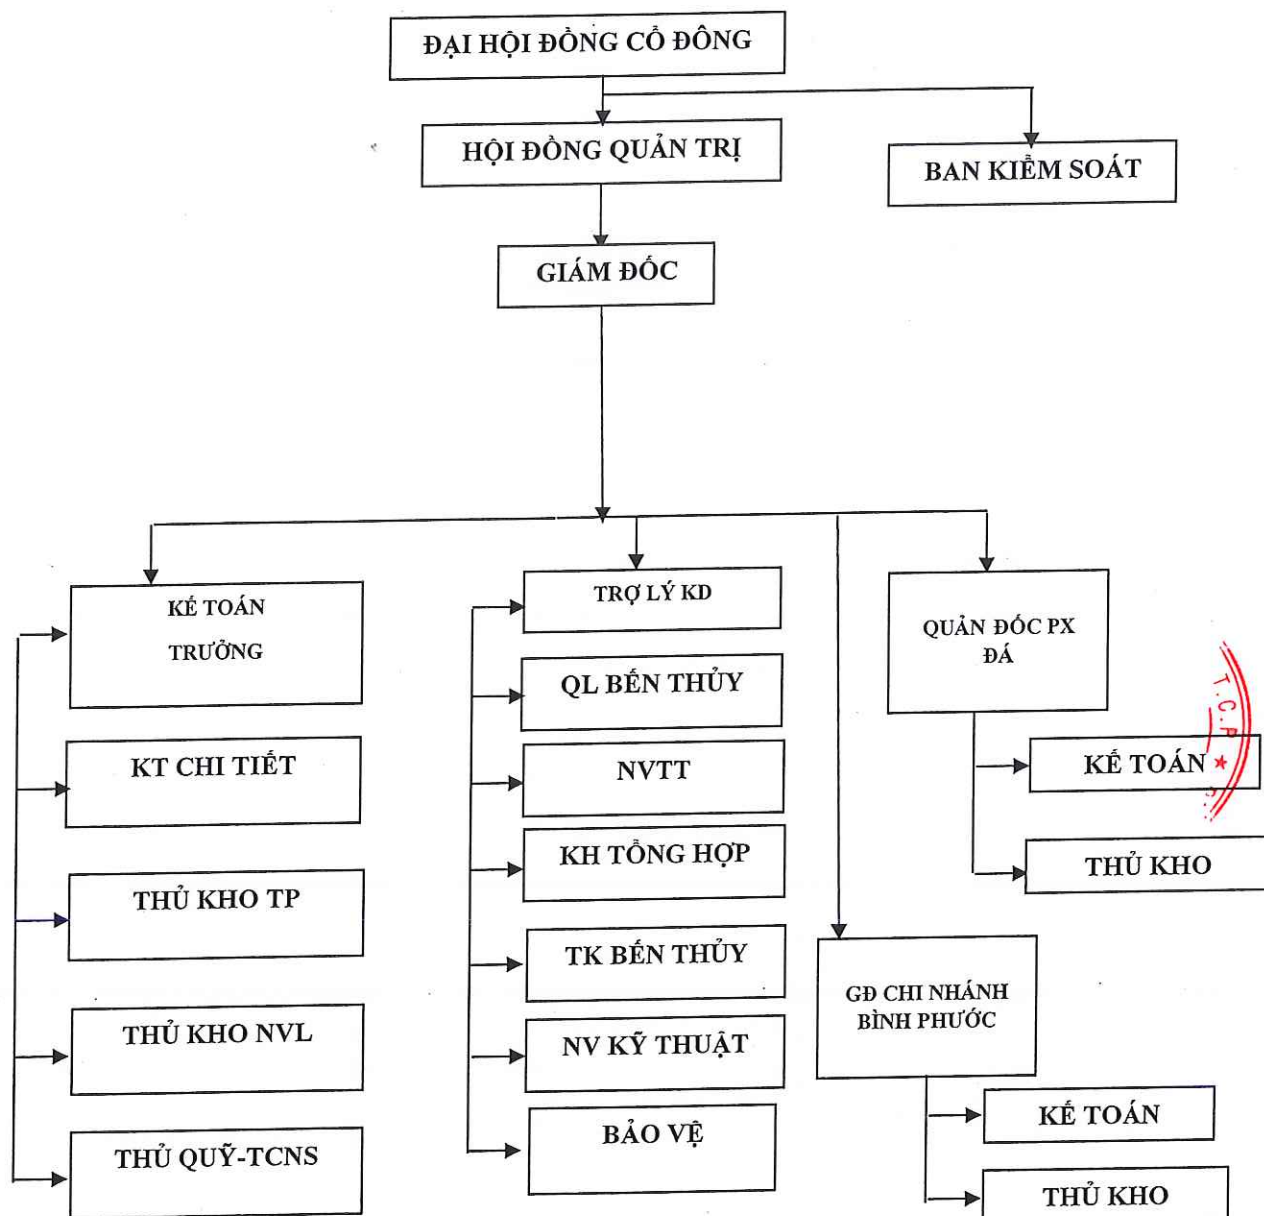 ĐẠI HỘI ĐỒNG CỔ ĐÔNG
HỘI ĐỒNG QUẢN TRỊ
BAN KIỂM SOÁT
GIÁM ĐỐC
KẾ TOÁN
TRƯỞNG
KT CHI TIẾT
THỦ KHO TP
THỦ KHO NVL
THỦ QUỸ-TCNS
TRỢ LÝ KD
QL BẾN THỦY
NVTT
KH TỔNG HỢP
TK BẾN THỦY
NV KỸ THUẬT
BẢO VỆ
QUẢN ĐỐC PX
ĐÁ
KẾ TOÁN
THỦ KHO
GĐ CHI NHÁNH
BÌNH PHƯỚC
KẾ TOÁN
THỦ KHO
T.C.P